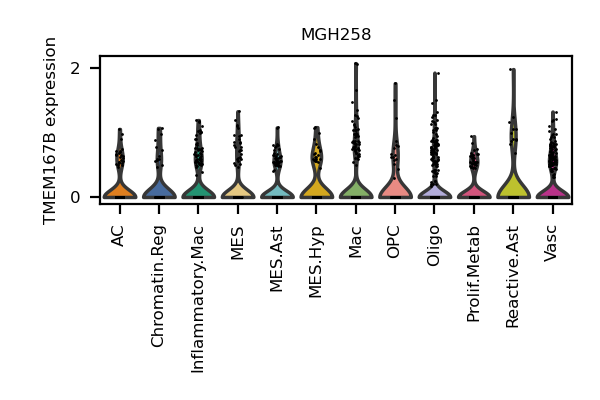 MGH258
TMEM167B expression
2
0
AC
Chromatin.Reg
Inflammatory.Mac
MES
MES.Ast
MES.Hyp
Mac
OPC
Oligo
Prolif.Metab
Reactive.Ast
Vasc